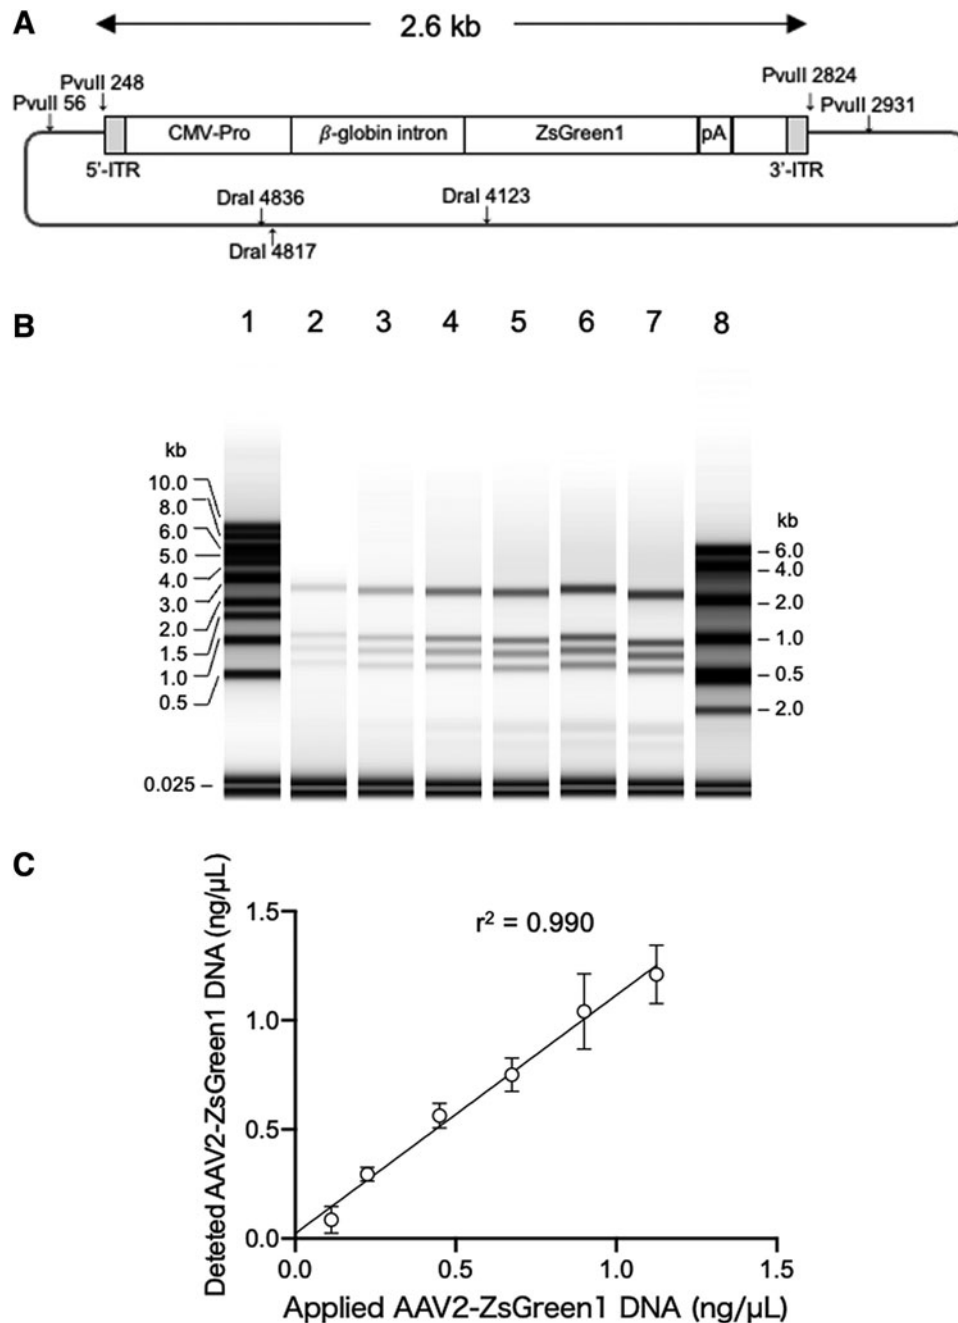 A
2.6 kb
PvuII 248
PvuII 56
PvuII 2824
PvuII 2931
CMV-Pro
β-globin intron
ZsGreen1
pA
5'-ITR
3'-ITR
DraI 4836
DraI 4123
DraI 4817
B
1 2 3 4 5 6 7 8
kb
10.0
8.0
6.0
5.0
4.0
3.0
2.0
1.5
1.0
0.5
0.025
kb
6.0
4.0
2.0
1.0
0.5
2.0
C
Deteted AAV2-ZsGreen1 DNA (ng/μL)
1.5
1.0
0.5
0.0
r² = 0.990
0.0 0.5 1.0 1.5
Applied AAV2-ZsGreen1 DNA (ng/μL)